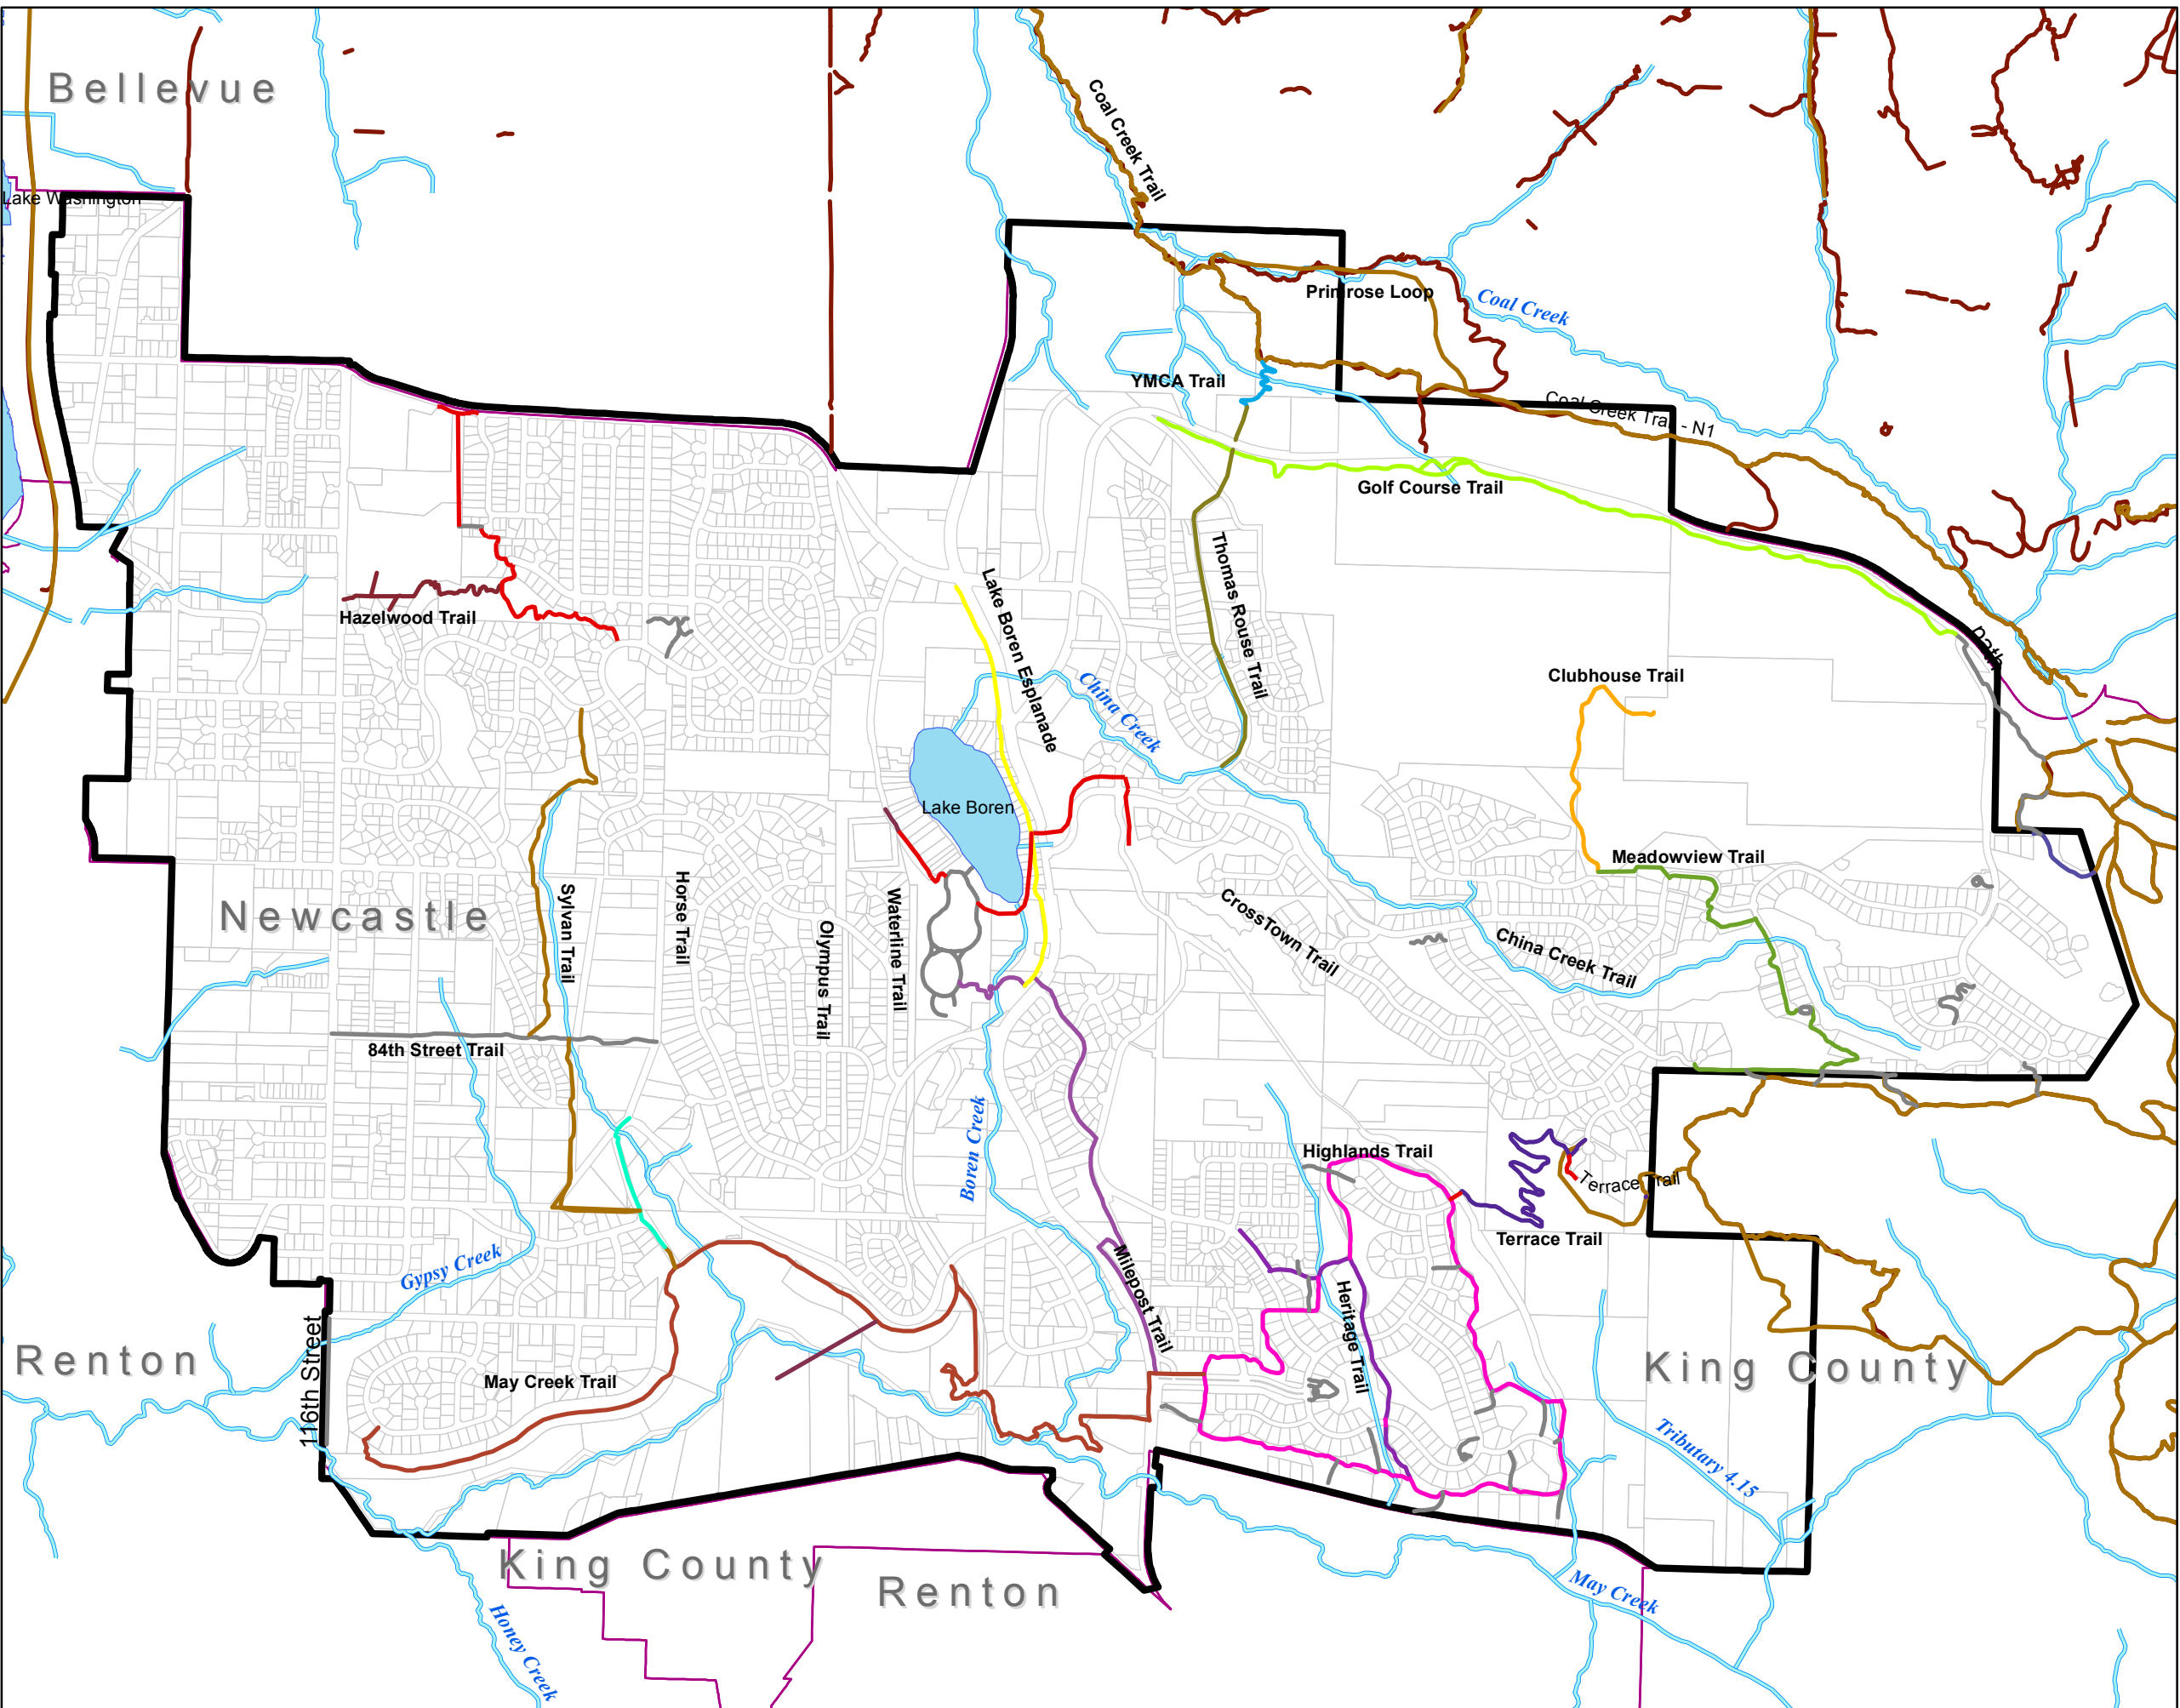 Bellevue
Lake Washington
Coal Creek Trail
Primrose Loop
Coal Creek
YMCA Trail
Coal Creek Trail - N1
Golf Course Trail
Thomas Rouse Trail
Hazelwood Trail
Lake Boren Esplanade
China Creek
path
Clubhouse Trail
Lake Boren
Meadowview Trail
Newcastle
Sylvan Trail
Horse Trail
Olympus Trail
Waterline Trail
CrossTown Trail
China Creek Trail
84th Street Trail
Boren Creek
Highlands Trail
Terrace Trail
Terrace Trail
Gypsy Creek
Milepost Trail
Heritage Trail
116th Street
Renton
May Creek Trail
King County
Tributary 4.15
King County
Renton
May Creek
Honey Creek